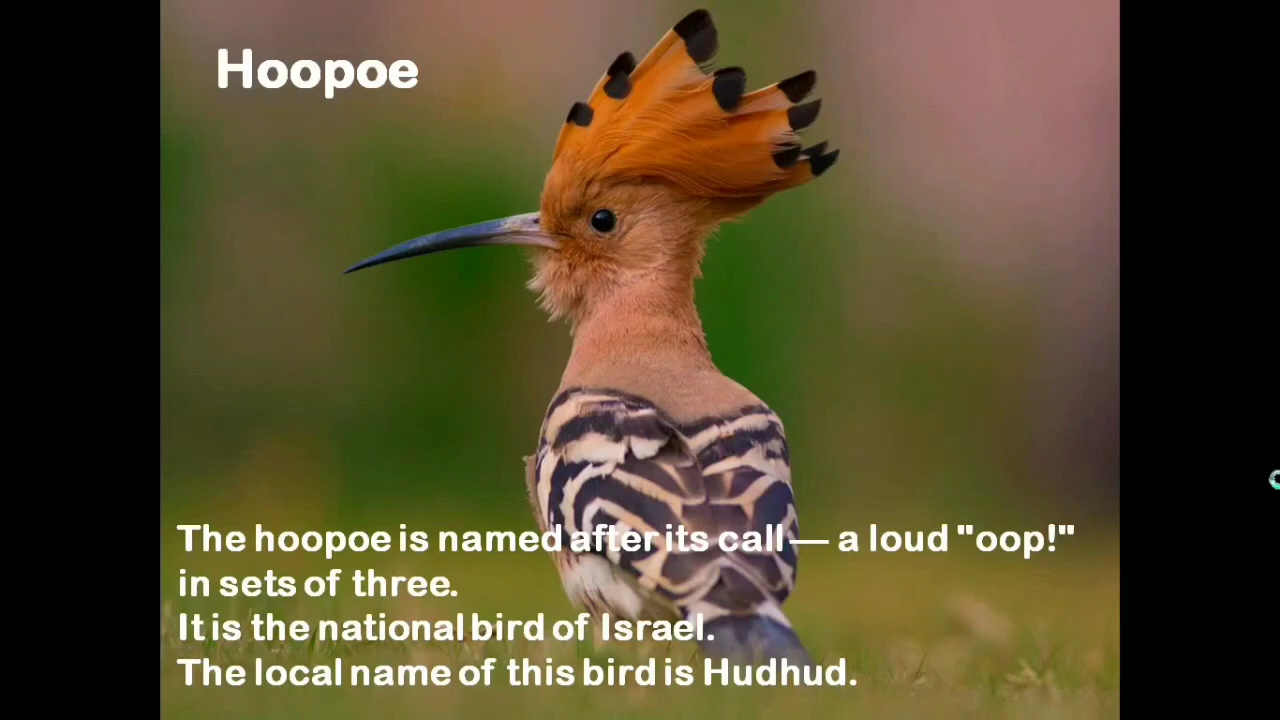 Hoopoe
The hoopoe is named after its call — a loud "oop!"
in sets of three.
It is the national bird of Israel.
The local name of this bird is Hudhud.